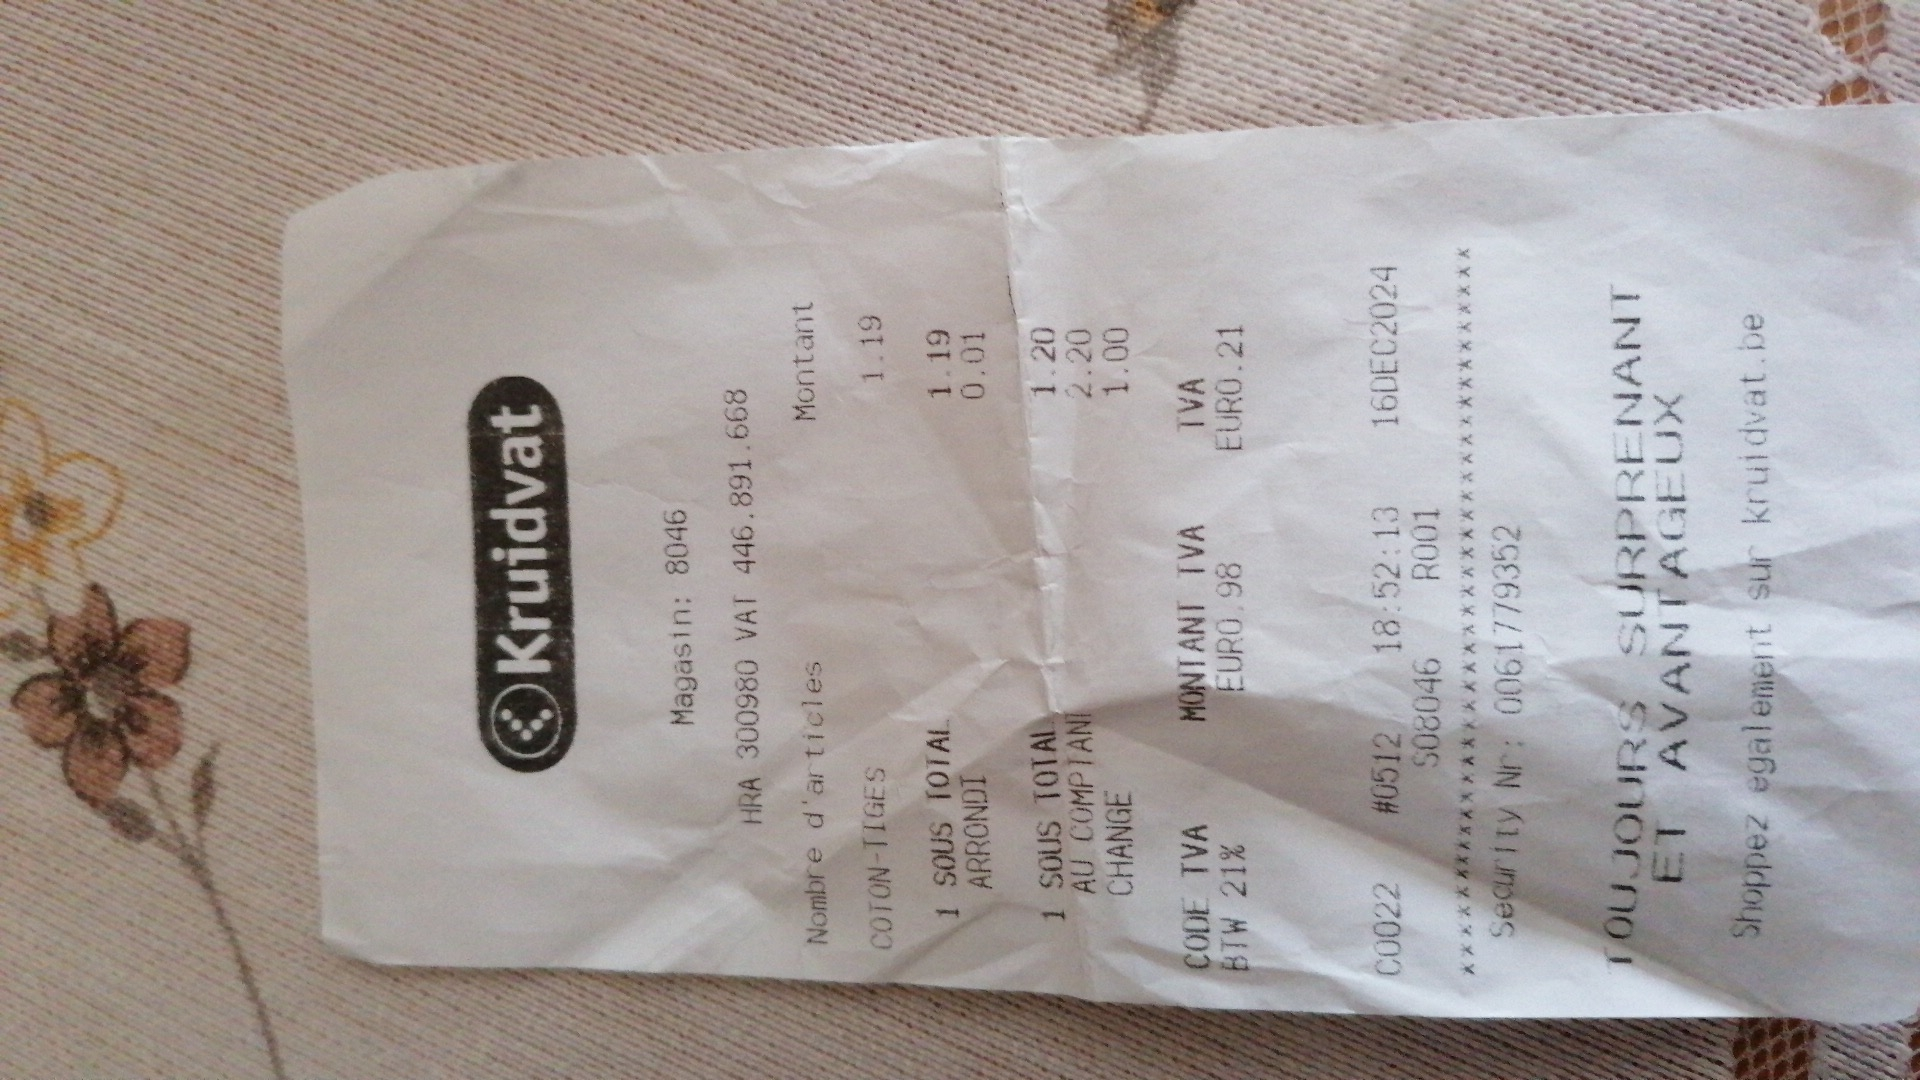 Kruidvat
Magasin: 8046
HRA 300980 VAT 446.891.668
Nombre d'articles Montant
COTON-TIGES 1.19
1 SOUS TOTAL 1.19
ARRONDI 0.01
1 SOUS TOTAL 1.20
AU COMPTANT 2.20
CHANGE 1.00
CODE TVA MONTANT TVA TVA
BTW 21% EURO.98 EURO.21
C0022 #0512 18:52:13 16DEC2024
S08046 R001
****************************************
Security Nr: 00617779352
TOUJOURS SURPRENANT
ET AVANTAGEUX
Shoppez egalement sur kruidvat.be